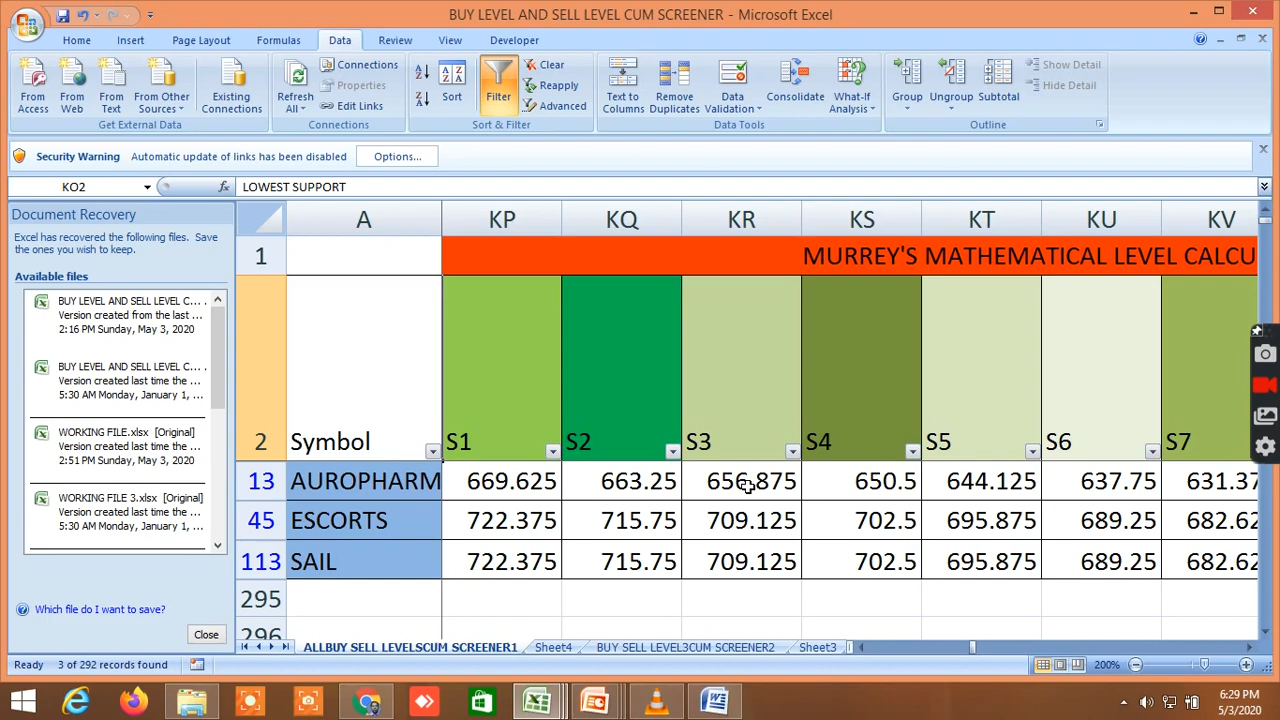 BUY LEVEL AND SELL LEVEL CUM SCREENER - Microsoft Excel
Home Insert Page Layout Formulas Data Review View Developer
From Access
From Web
From Text
From Other Sources
Existing Connections
Get External Data
Refresh All
Connections
Properties
Edit Links
Connections
Sort
Filter
Clear
Reapply
Advanced
Sort & Filter
Text to Columns
Remove Duplicates
Data Validation
Consolidate
What-If Analysis
Data Tools
Group
Ungroup
Subtotal
Show Detail
Hide Detail
Outline
Security Warning Automatic update of links has been disabled Options...
KO2 fx LOWEST SUPPORT
Document Recovery
Excel has recovered the following files. Save
the ones you wish to keep.
Available files
BUY LEVEL AND SELL LEVEL C...
Version created from the last ...
2:16 PM Sunday, May 3, 2020
BUY LEVEL AND SELL LEVEL C...
Version created last time the ...
5:30 AM Monday, January 1, ...
WORKING FILE.xlsx [Original]
Version created last time the ...
2:51 PM Sunday, May 3, 2020
WORKING FILE 3.xlsx [Original]
Version created last time the ...
5:30 AM Sunday, January 1, ...
Which file do I want to save?
Close
A KP KQ KR KS KT KU KV
1 MURREY'S MATHEMATICAL LEVEL CALCU
2 Symbol S1 S2 S3 S4 S5 S6 S7
13 AUROPHARM 669.625 663.25 656.875 650.5 644.125 637.75 631.37
45 ESCORTS 722.375 715.75 709.125 702.5 695.875 689.25 682.62
113 SAIL 722.375 715.75 709.125 702.5 695.875 689.25 682.62
295
296
ALLBUY SELL LEVELSCUM SCREENER1 Sheet4 BUY SELL LEVEL3CUM SCREENER2 Sheet3
Ready 3 of 292 records found 200%
6:29 PM
5/3/2020